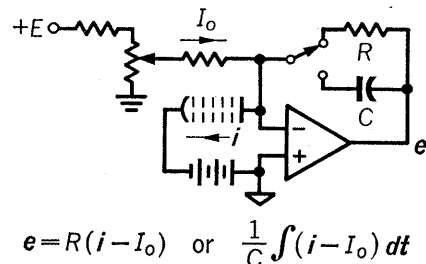 +E
I₀
R
C
i
−
+
e
e=R(i−I₀) or 1/C ∫(i−I₀) dt